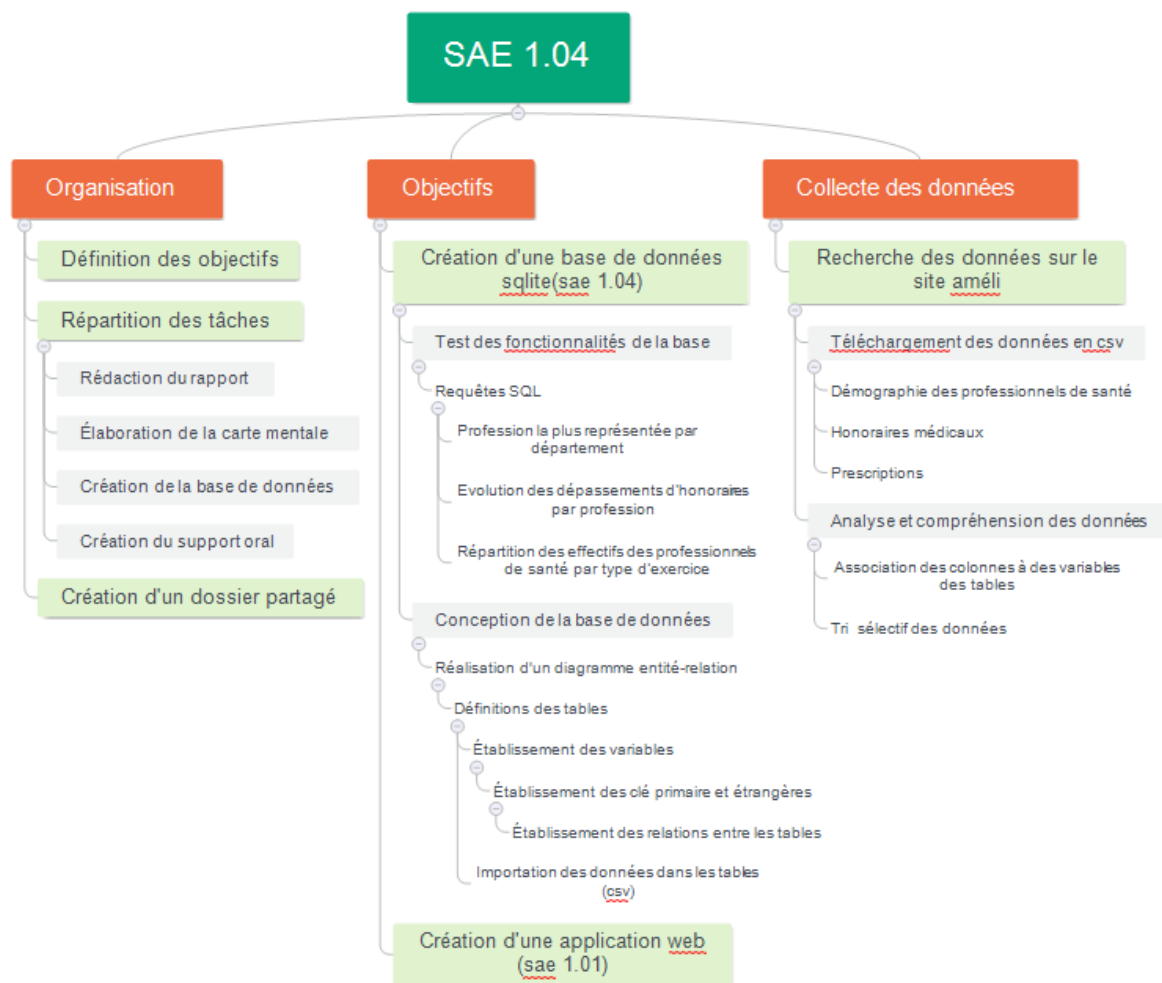 SAE 1.04
Organisation
Définition des objectifs
Répartition des tâches
Rédaction du rapport
Élaboration de la carte mentale
Création de la base de données
Création du support oral
Création d'un dossier partagé
Objectifs
Création d'une base de données
sqlite(sae 1.04)
Test des fonctionnalités de la base
Requêtes SQL
Profession la plus représentée par
département
Evolution des dépassements d'honoraires
par profession
Répartition des effectifs des professionnels
de santé par type d'exercice
Conception de la base de données
Réalisation d'un diagramme entité-relation
Définitions des tables
Établissement des variables
Établissement des clé primaire et étrangères
Établissement des relations entre les tables
Importation des données dans les tables
(csv)
Création d'une application web
(sae 1.01)
Collecte des données
Recherche des données sur le
site améli
Téléchargement des données en csv
Démographie des professionnels de santé
Honoraires médicaux
Prescriptions
Analyse et compréhension des données
Association des colonnes à des variables
des tables
Tri sélectif des données